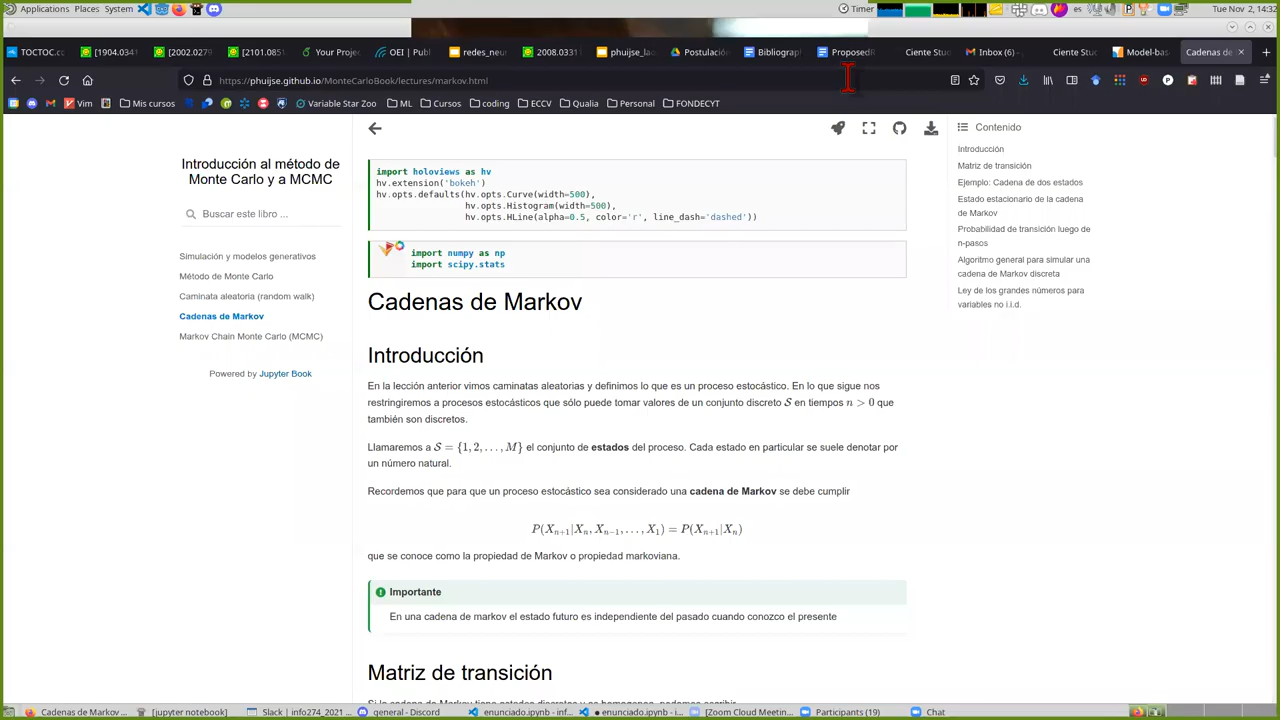 Applications Places System
Timer
es
Tue Nov 2, 14:32
TOCTOC.cc
[1904.0341
[2002.0279
[2101.0851
Your Proje
OEI | Publ
redes_neu
2008.0331
phuijse_lao
Postulación
Bibliograp
ProposedR
Ciente Stud
Inbox (6) -
Ciente Stud
Model-bas
Cadenas de
https://phuijse.github.io/MonteCarloBook/lectures/markov.html
Vim
Mis cursos
Variable Star Zoo
ML
Cursos
coding
ECCV
Qualia
Personal
FONDECYT
Introducción al método de
Monte Carlo y a MCMC
Buscar este libro ...
Simulación y modelos generativos
Método de Monte Carlo
Caminata aleatoria (random walk)
Cadenas de Markov
Markov Chain Monte Carlo (MCMC)
Powered by Jupyter Book
import holoviews as hv
hv.extension('bokeh')
hv.opts.defaults(hv.opts.Curve(width=500),
hv.opts.Histogram(width=500),
hv.opts.HLine(alpha=0.5, color='r', line_dash='dashed'))
import numpy as np
import scipy.stats
Cadenas de Markov
Introducción
En la lección anterior vimos caminatas aleatorias y definimos lo que es un proceso estocástico. En lo que sigue nos
restringiremos a procesos estocásticos que sólo puede tomar valores de un conjunto discreto S en tiempos n > 0 que
también son discretos.
Llamaremos a S = {1, 2, . . . , M} el conjunto de estados del proceso. Cada estado en particular se suele denotar por
un número natural.
Recordemos que para que un proceso estocástico sea considerado una cadena de Markov se debe cumplir
P(Xn+1|Xn, Xn−1, . . . , X1) = P(Xn+1|Xn)
que se conoce como la propiedad de Markov o propiedad markoviana.
Importante
En una cadena de markov el estado futuro es independiente del pasado cuando conozco el presente
Matriz de transición
Contenido
Introducción
Matriz de transición
Ejemplo: Cadena de dos estados
Estado estacionario de la cadena
de Markov
Probabilidad de transición luego de
n-pasos
Algoritmo general para simular una
cadena de Markov discreta
Ley de los grandes números para
variables no i.i.d.
Cadenas de Markov ...
[jupyter notebook]
Slack | info274_2021 ...
general - Discord
enunciado.ipynb - inf...
enunciado.ipynb - i...
[Zoom Cloud Meetin...
Participants (19)
Chat